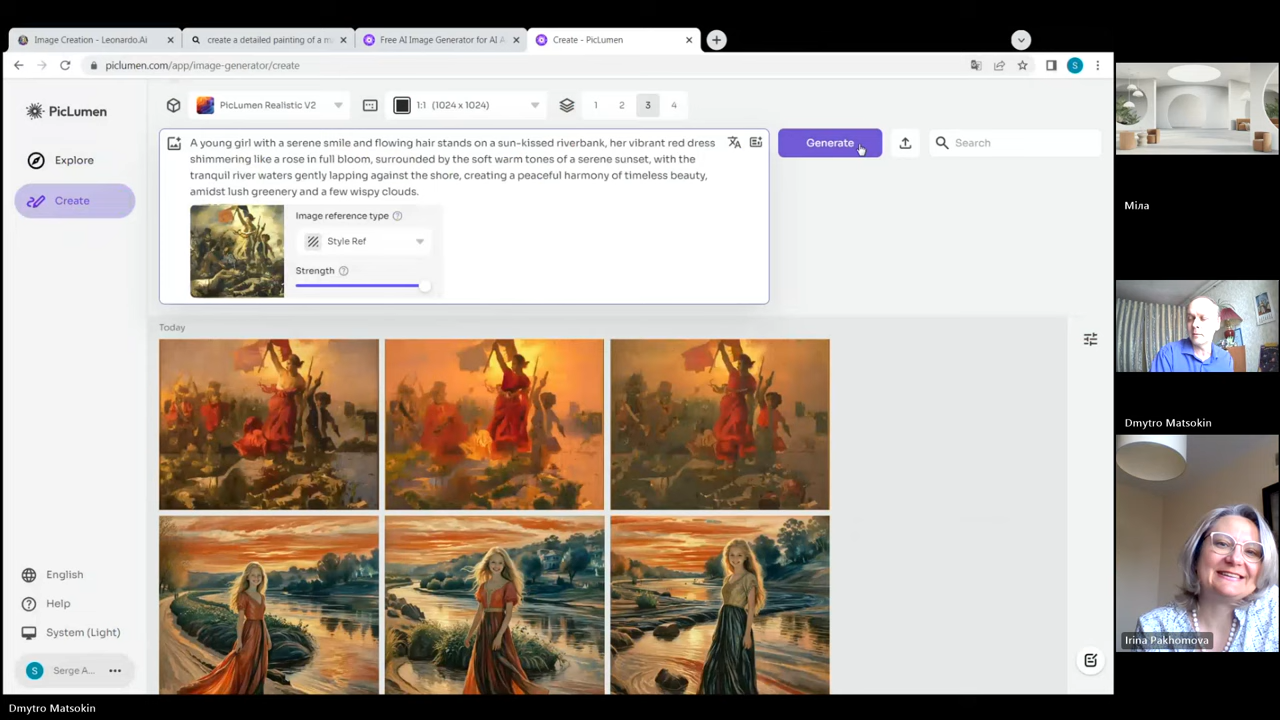 Image Creation - Leonardo.Ai
create a detailed painting of a m
Free AI Image Generator for AI A
Create - PicLumen
piclumen.com/app/image-generator/create
S
PicLumen
PicLumen Realistic V2
1:1 (1024 x 1024)
1 2 3 4
Explore
Create
A young girl with a serene smile and flowing hair stands on a sun-kissed riverbank, her vibrant red dress
shimmering like a rose in full bloom, surrounded by the soft warm tones of a serene sunset, with the
tranquil river waters gently lapping against the shore, creating a peaceful harmony of timeless beauty,
amidst lush greenery and a few wispy clouds.
Generate
Search
Image reference type
Style Ref
Strength
Today
English
Help
System (Light)
S
Serge A...
Міла
Dmytro Matsokin
Irina Pakhomova
Dmytro Matsokin